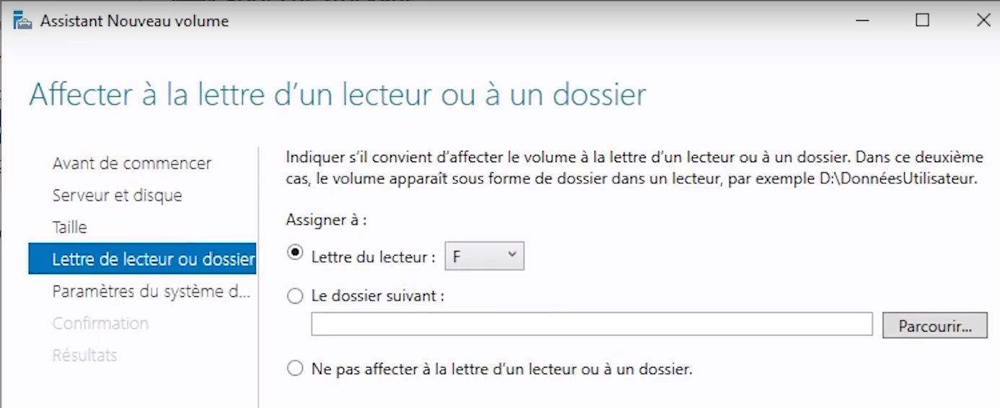 Assistant Nouveau volume
Affecter à la lettre d'un lecteur ou à un dossier
Avant de commencer
Serveur et disque
Taille
Lettre de lecteur ou dossier
Paramètres du système d...
Confirmation
Résultats
Indiquer s'il convient d'affecter le volume à la lettre d'un lecteur ou à un dossier. Dans ce deuxième
cas, le volume apparaît sous forme de dossier dans un lecteur, par exemple D:\DonnéesUtilisateur.
Assigner à :
Lettre du lecteur : F
Le dossier suivant :
Parcourir...
Ne pas affecter à la lettre d'un lecteur ou à un dossier.